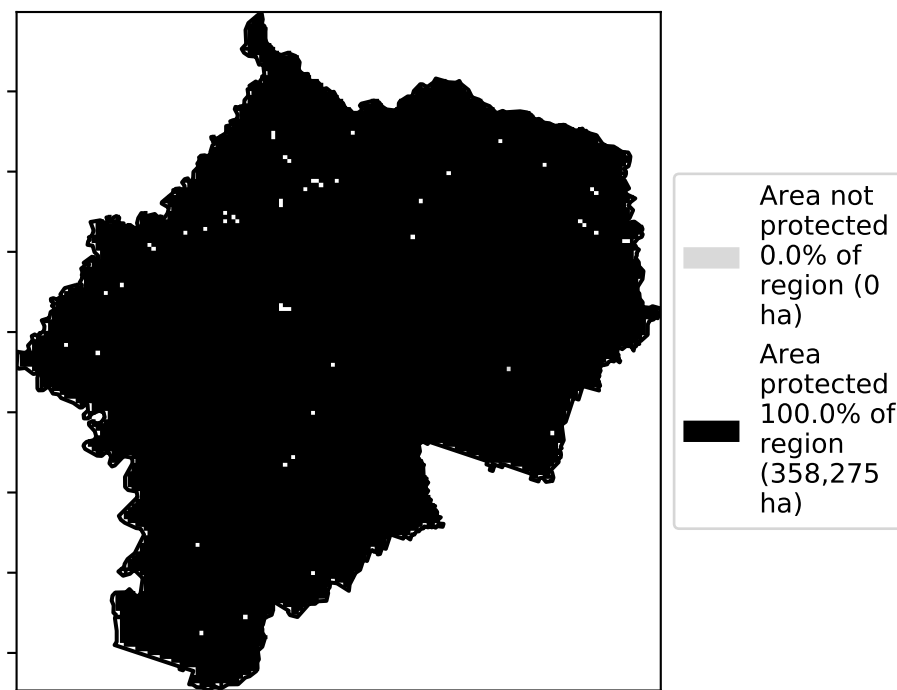 Area not
protected
0.0% of
region (0
ha)
Area
protected
100.0% of
region
(358,275
ha)